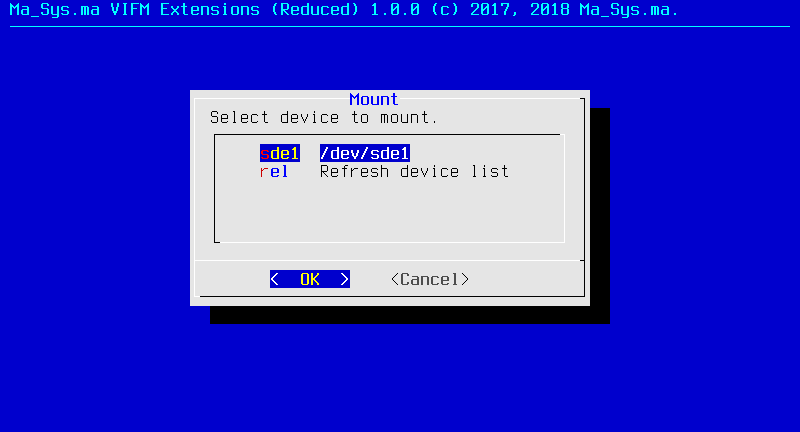 Ma_Sys.ma VIFM Extensions (Reduced) 1.0.0 (c) 2017, 2018 Ma_Sys.ma.
Mount
Select device to mount.
sde1 /dev/sde1
rel Refresh device list
< OK > <Cancel>